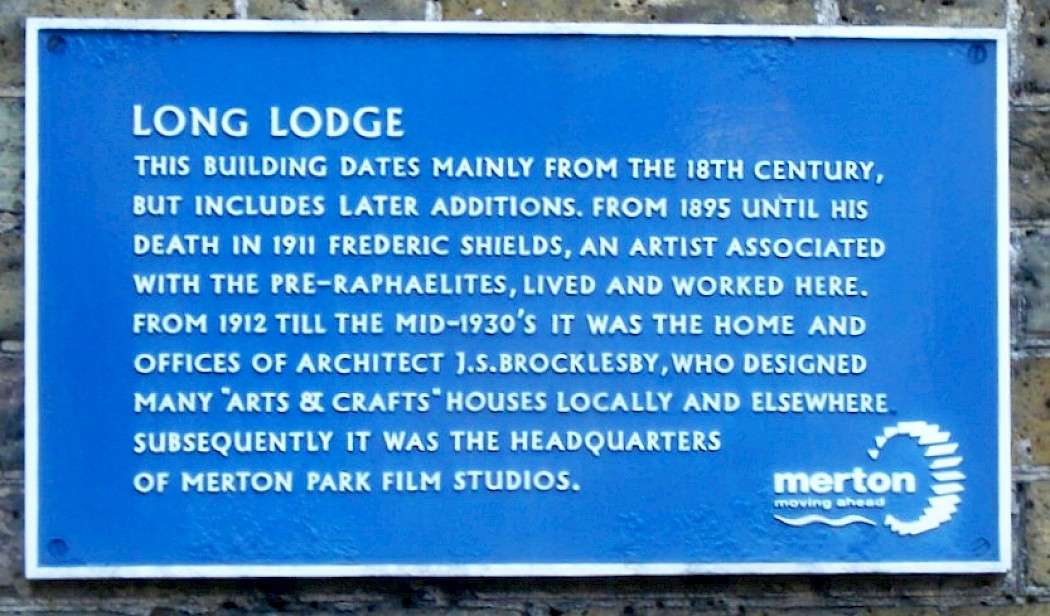 LONG LODGE
THIS BUILDING DATES MAINLY FROM THE 18TH CENTURY,
BUT INCLUDES LATER ADDITIONS. FROM 1895 UNTIL HIS
DEATH IN 1911 FREDERIC SHIELDS, AN ARTIST ASSOCIATED
WITH THE PRE-RAPHAELITES, LIVED AND WORKED HERE.
FROM 1912 TILL THE MID-1930'S IT WAS THE HOME AND
OFFICES OF ARCHITECT J.S.BROCKLESBY, WHO DESIGNED
MANY "ARTS & CRAFTS" HOUSES LOCALLY AND ELSEWHERE.
SUBSEQUENTLY IT WAS THE HEADQUARTERS
OF MERTON PARK FILM STUDIOS.
merton
moving ahead